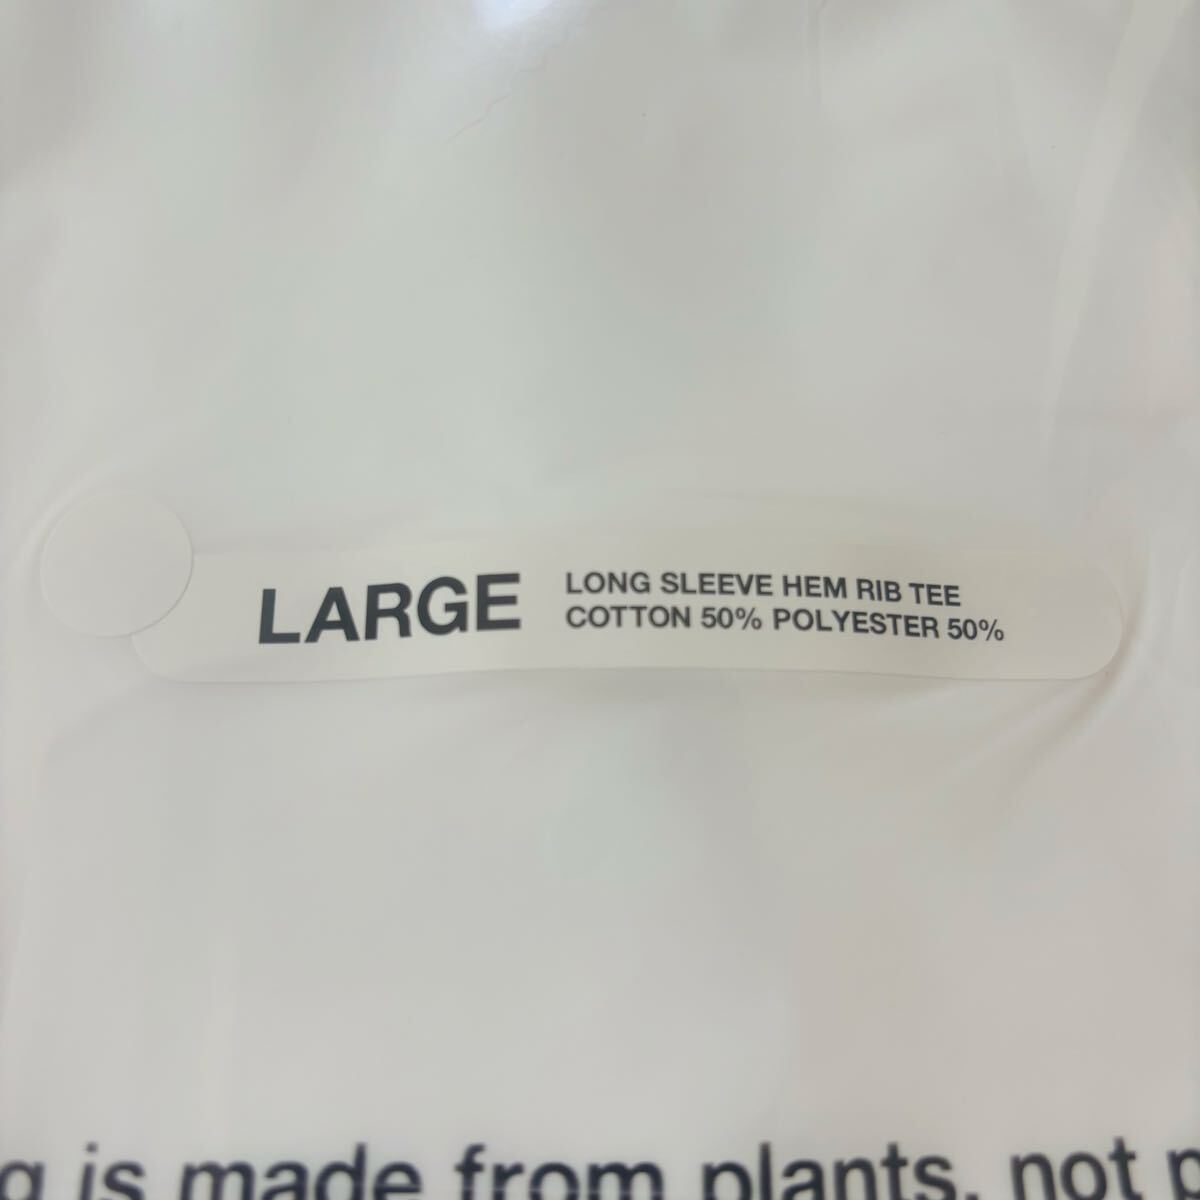 LARGE
LONG SLEEVE HEM RIB TEE
COTTON 50% POLYESTER 50%
is made from plants, not